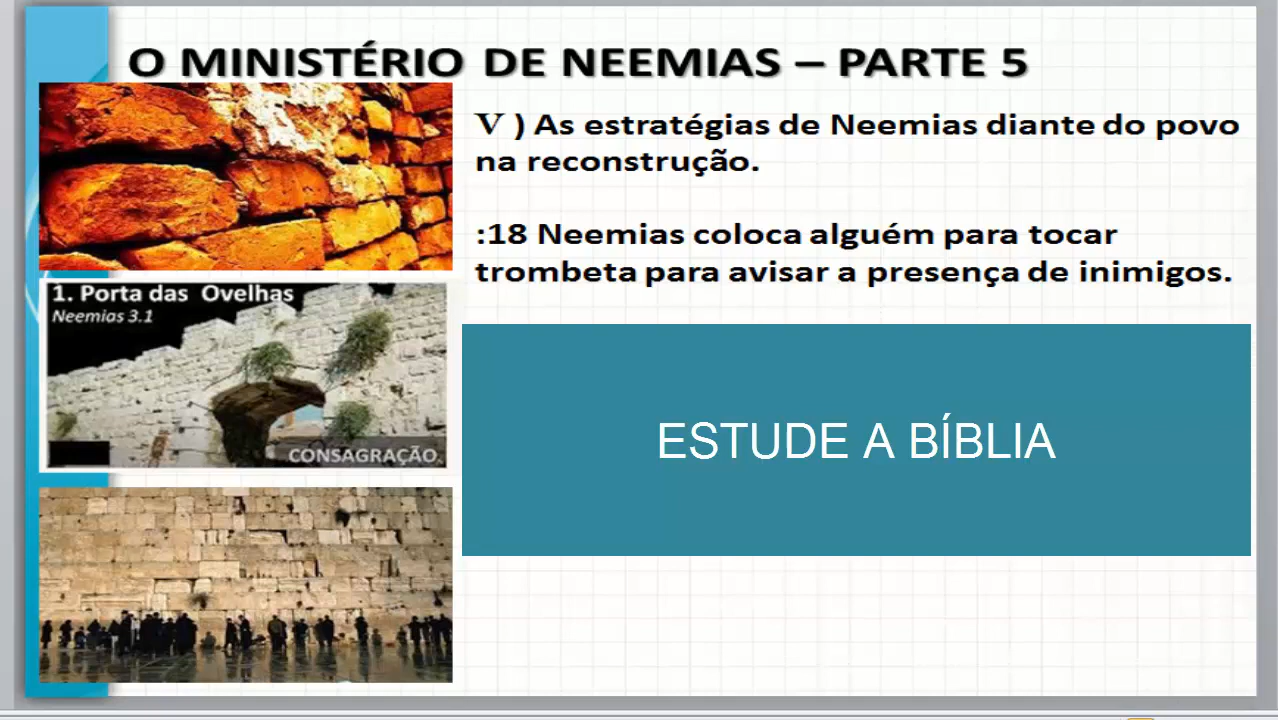 O MINISTÉRIO DE NEEMIAS – PARTE 5
V ) As estratégias de Neemias diante do povo
na reconstrução.
:18 Neemias coloca alguém para tocar
trombeta para avisar a presença de inimigos.
1. Porta das Ovelhas
Neemias 3.1
CONSAGRAÇÃO
ESTUDE A BÍBLIA